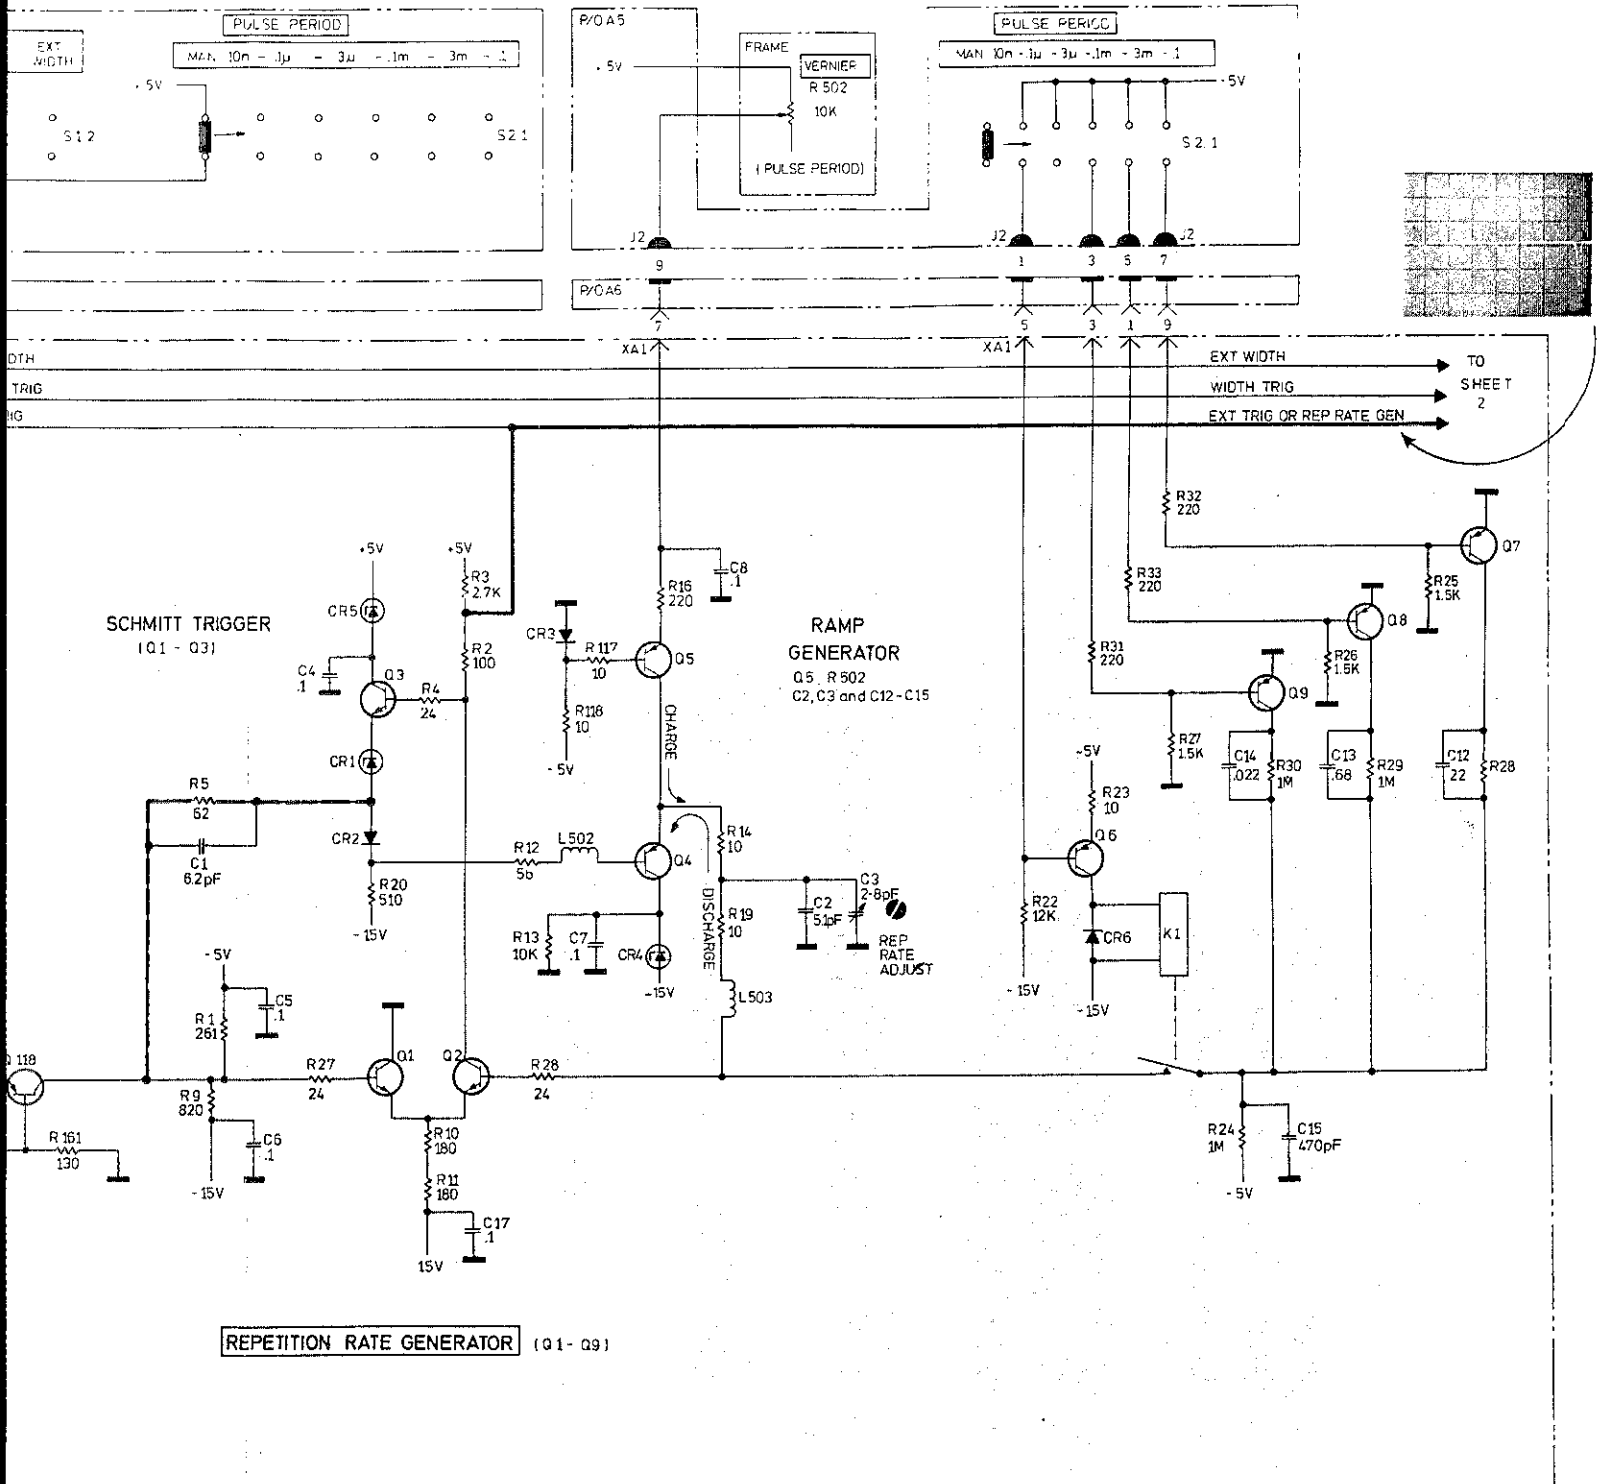 PULSE PERIOD
EXT
WIDTH
MAN 10n - .1µ - 3µ - .1m - 3m - .1
. 5V
S1.2
S2.1
P/O A5
. 5V
FRAME
VERNIER
R 502
10K
( PULSE PERIOD)
PULSE PERIOD
MAN 10n - .1µ - 3µ - .1m - 3m - .1
- 5V
S 2.1
J2
9
J2
J2
1
3
5
7
P/O A6
7
5
3
1
9
XA1
XA1
DTH
TRIG
IG
EXT WIDTH
WIDTH TRIG
EXT TRIG OR REP RATE GEN
TO
SHEET
2
SCHMITT TRIGGER
(Q1 - Q3)
+5V
+5V
R3
2.7K
CR5
C4
.1
Q3
R4
24
R2
100
CR1
R5
62
C1
6.2pF
CR2
R20
510
-15V
R12
56
L502
CR3
R117
10
R118
10
-5V
R16
220
C8
.1
Q5
CHARGE
Q4
DISCHARGE
R14
10
R19
10
L503
C2
51pF
C3
2-8pF
REP
RATE
ADJUST
R13
10K
C7
.1
CR4
-15V
RAMP
GENERATOR
Q5, R502
C2, C3 and C12-C15
R32
220
R33
220
R31
220
Q7
R25
1.5K
Q8
R26
1.5K
Q9
R27
1.5K
C14
.022
R30
1M
C13
.68
R29
1M
C12
22
R28
-5V
R23
10
Q6
R22
12K
CR6
K1
- 15V
-15V
- 5V
C5
.1
R1
261
118
R27
24
Q1
Q2
R28
24
R9
820
C6
.1
R161
130
- 15V
R10
180
R11
180
C17
.1
15V
R24
1M
C15
470pF
- 5V
REPETITION RATE GENERATOR (Q1- Q9)